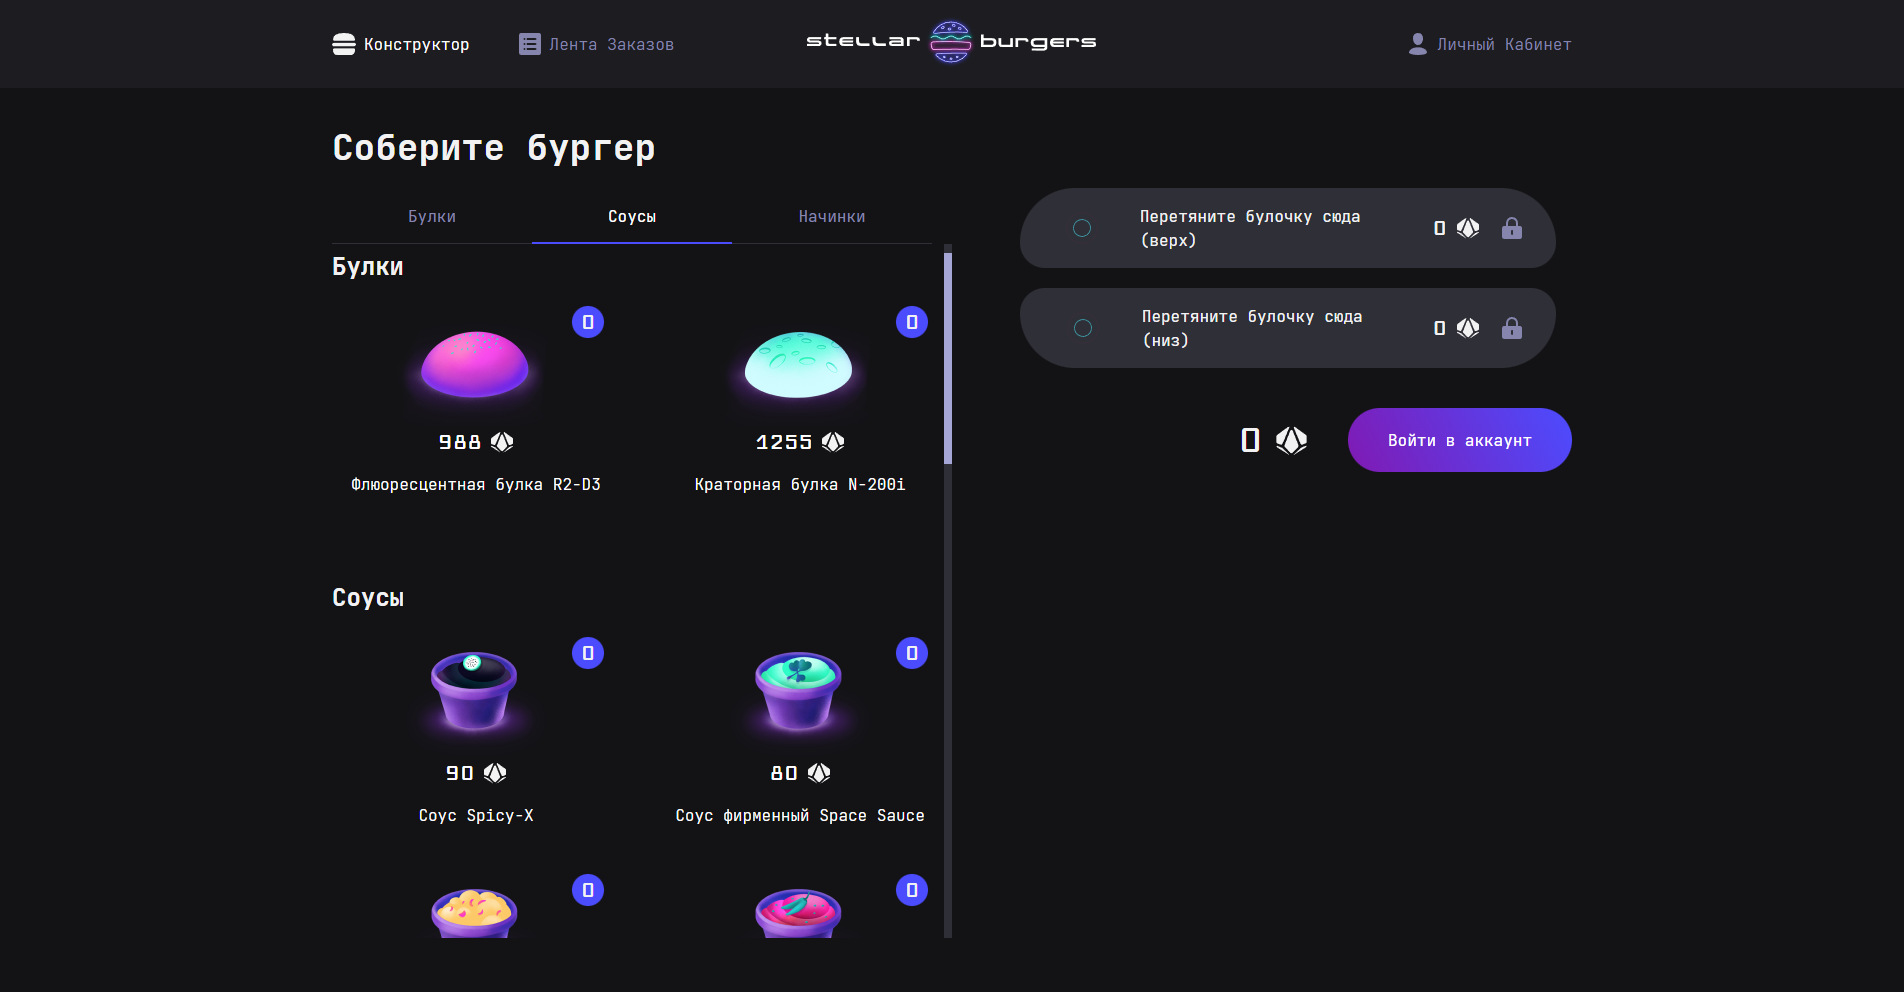 Конструктор
Лента Заказов
stellar burgers
Личный Кабинет
Соберите бургер
Булки
Соусы
Начинки
Булки
0
0
988
1255
Флюоресцентная булка R2-D3
Краторная булка N-200i
Соусы
0
0
90
80
Соус Spicy-X
Соус фирменный Space Sauce
0
0
Перетяните булочку сюда
(верх)
0
Перетяните булочку сюда
(низ)
0
0
Войти в аккаунт